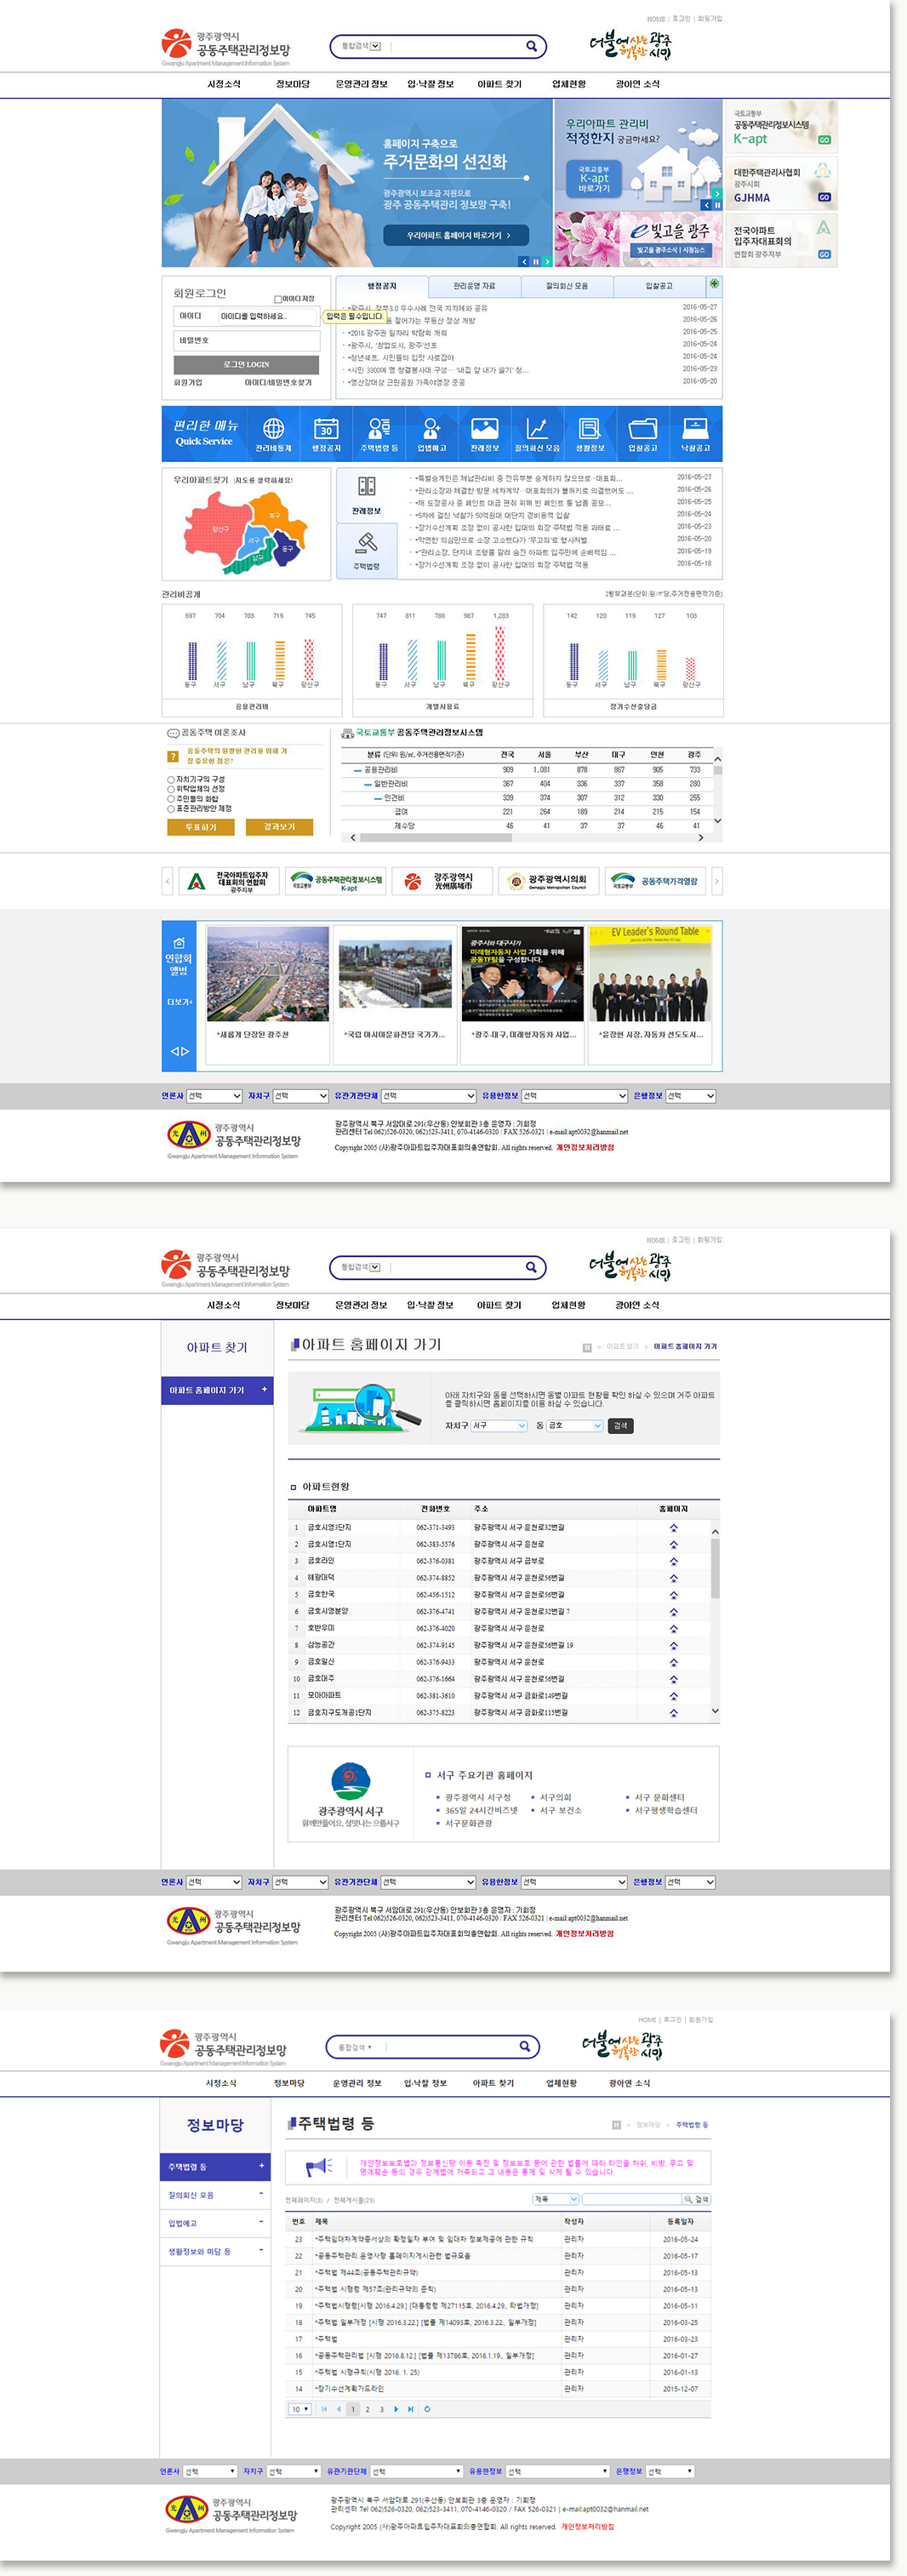 HOME | 로그인 | 회원가입
광주광역시
공동주택관리정보망
Gwangju Apartment Management Information System
통합검색
더불어 사는 광주
행복한 시민
시정소식 정보마당 운영관리 정보 입·낙찰 정보 아파트 찾기 업체현황 광아연 소식
홈페이지 구축으로
주거문화의 선진화
광주광역시 보조금 지원으로
광주 공동주택관리 정보망 구축!
우리아파트 홈페이지 바로가기 >
우리아파트 관리비
적정한지 궁금하세요?
국토교통부
K-apt
바로가기
e 빛고을 광주
빛고을 광주소식 | 시정뉴스
국토교통부
공동주택관리정보시스템
K-apt GO
대한주택관리사협회
광주시회
GJHMA GO
전국아파트
입주자대표회의
연합회 광주지부 GO
회원로그인
아이디저장
아이디 아이디를 입력하세요..
입력은 필수입니다.
비밀번호
로그인 LOGIN
회원가입 아이디/비밀번호찾기
행정공지 관리운영 자료 질의회신 모음 입찰공고
*광주시, 정부3.0 우수사례 전국 지자체와 공유 2016-05-27
걸어가는 무등산 정상 개방 2016-05-26
*2016 광주권 일자리 박람회 개최 2016-05-25
*광주시, '창업도시, 광주'선포 2016-05-24
*청년셰프, 시민들의 입맛 사로잡아 2016-05-24
*시민 3300여 명 청결봉사대 구성… '내집 앞 내가 쓸기' 창… 2016-05-23
*영산강대상 근린공원 가족야영장 준공 2016-05-20
편리한 메뉴
Quick Service
관리비통계 행정공지 주택법령 등 입법예고 판례정보 질의회신 모음 생활정보 입찰공고 낙찰공고
우리아파트찾기 |지도를 클릭하세요!
광산구 북구 서구 동구 남구
판례정보
주택법령
*특별승계인은 체납관리비 중 전유부분 승계하지 않으므로…대표회… 2016-05-27
*관리소장과 체결한 방문 세차계약…대표회의가 불허키로 의결했어도 … 2016-05-26
*재 도장공사 중 페인트 대금 편취 위해 빈 페인트 통 납품 공모… 2016-05-25
*5차에 걸친 낙찰가 50억원대 대단지 경비용역 입찰 2016-05-24
*장기수선계획 조정 없이 공사한 입대의 회장 주택법 적용 과태료 … 2016-05-23
*막연한 의심만으로 소장 고소했다가 '무고죄'로 형사처벌 2016-05-20
*"관리소장, 단지내 조형물 깔려 숨진 아파트 입주민에 손배책임 … 2016-05-19
*장기수선계획 조정 없이 공사한 입대의 회장 주택법 적용 2016-05-18
관리비공개
2월부과분(단위:원/㎡당,주거전용면적기준)
697 704 703 719 745
동구 서구 남구 북구 광산구
공용관리비
747 811 788 987 1,283
동구 서구 남구 북구 광산구
개별사용료
142 120 119 127 108
동구 서구 남구 북구 광산구
장기수선충당금
공동주택 여론조사
? 공동주택의 원활한 관리를 위해 가
장 중요한 점은?
자치기구의 구성
위탁업체의 선정
주민들의 화합
표준관리방안 제정
투표하기 결과보기
국토교통부 공동주택관리정보시스템
분류 (단위: 원/㎡, 주거전용면적기준) 전국 서울 부산 대구 인천 광주
공용관리비 909 1,081 878 867 905 733
일반관리비 367 404 336 337 358 280
인건비 339 374 307 312 330 255
급여 221 264 189 214 215 154
제수당 46 41 37 37 46 41
전국아파트입주자
대표회의 연합회
광주지부
국토교통부 공동주택관리정보시스템
K-apt
광주광역시
光州廣域市
광주광역시의회
Gwangju Metropolitan Council
국토교통부 공동주택가격열람
연합회
앨범
더보기+
광주시와 대구시가
미래형자동차 사업 기획을 위해
공동TF팀을 구성합니다.
EV Leader's Round Table
*새롭게 단장된 광주천
*국립 아시아문화전당 국가기…
*광주-대구, 미래형자동차 사업…
*윤장현 시장, 자동차 선도도시…
언론사 선택 자치구 선택 유관기관단체 선택 유용한정보 선택 은행정보 선택
光州
광주광역시
공동주택관리정보망
Gwangju Apartment Management Information System
광주광역시 북구 서암대로 291(우산동) 안보회관 3층 운영자 : 기회정
관리센터 Tel 062)526-0320, 062)523-3411, 070-4146-0320 / FAX 526-0321 | e-mail:apt0032@hanmail.net
Copyright 2005 (사)광주아파트입주자대표회의총연합회. All rights reserved. 개인정보처리방침
HOME | 로그인 | 회원가입
광주광역시
공동주택관리정보망
Gwangju Apartment Management Information System
통합검색
더불어 사는 광주
행복한 시민
시정소식 정보마당 운영관리 정보 입·낙찰 정보 아파트 찾기 업체현황 광아연 소식
아파트 찾기
아파트 홈페이지 가기 +
아파트 홈페이지 가기
H > 아파트 찾기 > 아파트 홈페이지 가기
아래 자치구와 동을 선택하시면 동별 아파트 현황을 확인 하실 수 있으며 거주 아파트
를 클릭하시면 홈페이지를 이용 하실 수 있습니다.
자치구 서구 동 금호 검색
아파트현황
아파트명 전화번호 주소 홈페이지
1 금호시영3단지 062-371-3493 광주광역시 서구 운천로32번길
2 금호시영1단지 062-383-5576 광주광역시 서구 운천로
3 금호라인 062-376-0381 광주광역시 서구 금부로
4 해광대덕 062-374-8852 광주광역시 서구 운천로56번길
5 금호한국 062-456-1512 광주광역시 서구 운천로56번길
6 금호시영분양 062-376-4741 광주광역시 서구 운천로32번길 7
7 호반우미 062-376-4020 광주광역시 서구 운천로
8 삼능공간 062-374-9145 광주광역시 서구 운천로56번길 19
9 금호일신 062-376-9433 광주광역시 서구 운천로
10 금호대주 062-376-1664 광주광역시 서구 운천로56번길
11 모아아파트 062-381-3610 광주광역시 서구 금화로149번길
12 금호지구도개공1단지 062-375-8223 광주광역시 서구 금화로115번길
광주광역시 서구
함께만들어요, 살맛나는 으뜸서구
서구 주요기관 홈페이지
광주광역시 서구청 서구의회 서구 문화센터
365일 24시간비즈넷 서구 보건소 서구평생학습센터
서구문화관광
언론사 선택 자치구 선택 유관기관단체 선택 유용한정보 선택 은행정보 선택
光州
광주광역시
공동주택관리정보망
Gwangju Apartment Management Information System
광주광역시 북구 서암대로 291(우산동) 안보회관 3층 운영자 : 기회정
관리센터 Tel 062)526-0320, 062)523-3411, 070-4146-0320 / FAX 526-0321 | e-mail:apt0032@hanmail.net
Copyright 2005 (사)광주아파트입주자대표회의총연합회. All rights reserved. 개인정보처리방침
HOME | 로그인 | 회원가입
광주광역시
공동주택관리정보망
Gwangju Apartment Management Information System
통합검색 ▾
더불어 사는 광주
행복한 시민
시정소식 정보마당 운영관리 정보 입·낙찰 정보 아파트 찾기 업체현황 광아연 소식
정보마당
주택법령 등 +
질의회신 모음 -
입법예고 -
생활정보와 미담 등 -
주택법령 등
H > 정보마당 > 주택법령 등
개인정보보호법과 정보통신망 이용 촉진 및 정보보호 등에 관한 법률에 따라 타인을 허위, 비방, 무고 및
명예훼손 등의 경우 관계법에 저촉되고 그 내용은 통제 및 삭제 될 수 있습니다.
전체페이지(3) / 전체게시물(23)
제목 검색
번호 제목 작성자 등록일자
23 *주택임대차계약증서상의 확정일자 부여 및 임대차 정보제공에 관한 규칙 관리자 2016-05-24
22 *공동주택관리.운영사항 홈페이지게시관련 법규모음 관리자 2016-05-17
21 *주택법 제44조(공동주택관리규약) 관리자 2016-05-13
20 *주택법 시행령 제57조(관리규약의 준칙) 관리자 2016-05-13
19 *주택법시행령[시행 2016.4.29.] [대통령령 제27115호, 2016.4.29., 타법개정] 관리자 2016-05-11
18 *주택법 일부개정 [시행 2016.3.22.] [법률 제14093호, 2016.3.22., 일부개정] 관리자 2016-03-25
17 *주택법 관리자 2016-03-23
16 *공동주택관리법 [시행 2016.8.12.] [법률 제13786호, 2016.1.19., 일부개정] 관리자 2016-01-27
15 *주택법 시행규칙(시행 2016. 1. 25) 관리자 2016-01-13
14 *장기수선계획가드라인 관리자 2015-12-07
10 1 2 3
언론사 선택 자치구 선택 유관기관단체 선택 유용한정보 선택 은행정보 선택
光州
광주광역시
공동주택관리정보망
Gwangju Apartment Management Information System
광주광역시 북구 서암대로 291(우산동) 안보회관 3층 운영자 : 기회정
관리센터 Tel 062)526-0320, 062)523-3411, 070-4146-0320 / FAX 526-0321 | e-mail:apt0032@hanmail.net
Copyright 2005 (사)광주아파트입주자대표회의총연합회. All rights reserved. 개인정보처리방침